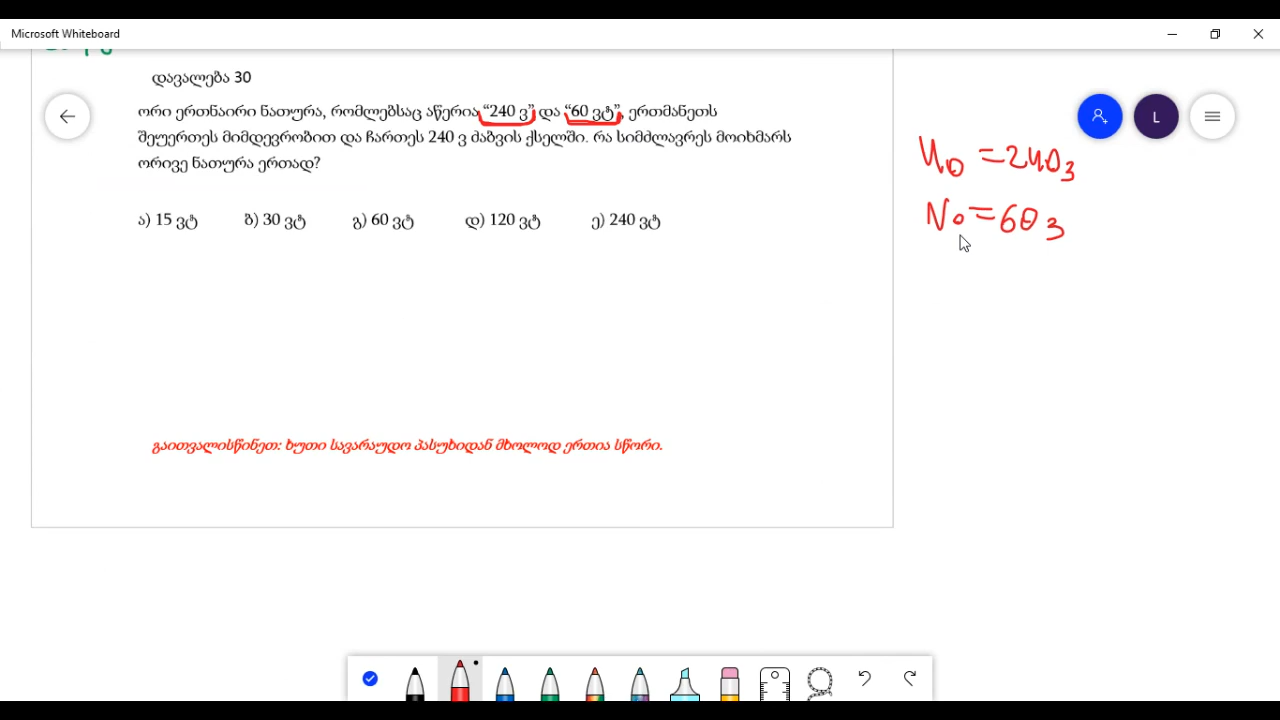 Microsoft Whiteboard
დავალება 30
ორი ერთნაირი ნათურა, რომლებსაც აწერია “240 ვ” და “60 ვტ”, ერთმანეთს
შეუერთეს მიმდევრობით და ჩართეს 240 ვ ძაბვის ქსელში. რა სიმძლავრეს მოიხმარს
ორივე ნათურა ერთად?
ა) 15 ვტ ბ) 30 ვტ გ) 60 ვტ დ) 120 ვტ ე) 240 ვტ
გაითვალისწინეთ: ხუთი სავარაუდო პასუხიდან მხოლოდ ერთია სწორი.
U₀ = 240 ვ
N₀ = 60 ვ
L